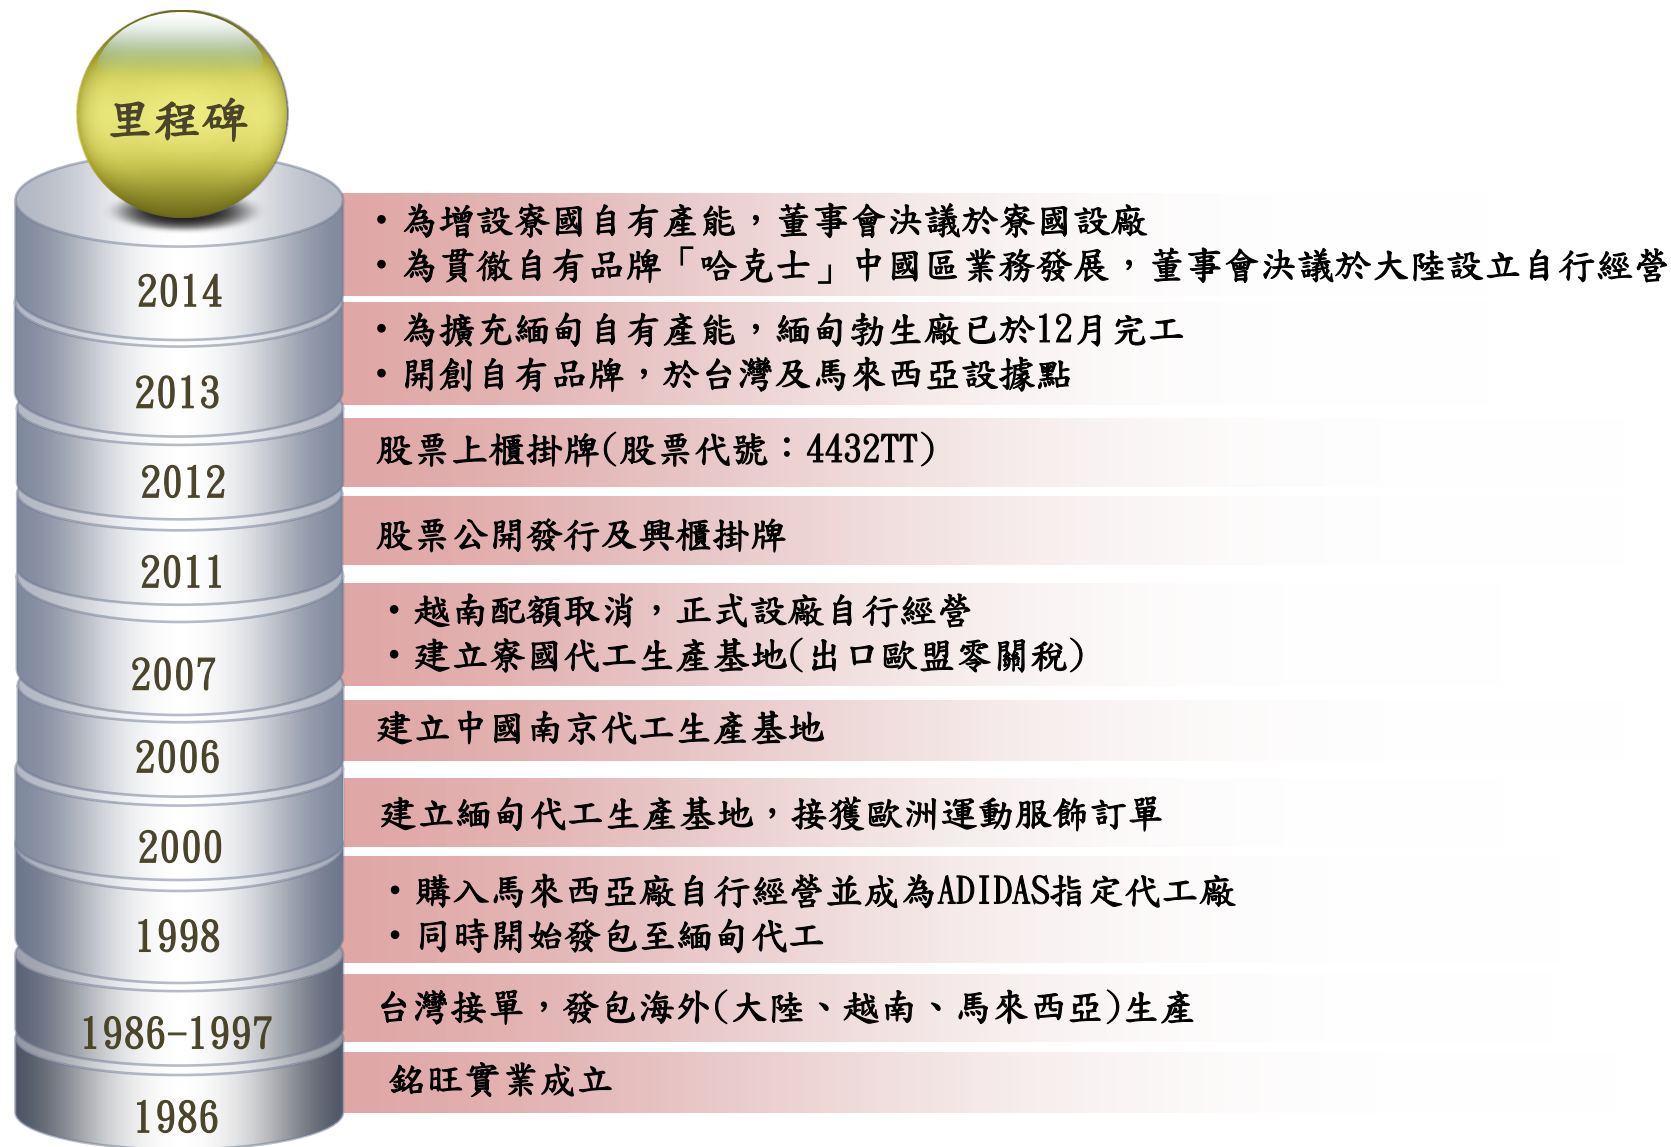 里程碑
2014
•為增設寮國自有產能，董事會決議於寮國設廠
•為貫徹自有品牌「哈克士」中國區業務發展，董事會決議於大陸設立自行經營
2013
•為擴充緬甸自有產能，緬甸勃生廠已於12月完工
•開創自有品牌，於台灣及馬來西亞設據點
2012
股票上櫃掛牌(股票代號：4432TT)
2011
股票公開發行及興櫃掛牌
2007
•越南配額取消，正式設廠自行經營
•建立寮國代工生產基地(出口歐盟零關稅)
2006
建立中國南京代工生產基地
2000
建立緬甸代工生產基地，接獲歐洲運動服飾訂單
1998
•購入馬來西亞廠自行經營並成為ADIDAS指定代工廠
•同時開始發包至緬甸代工
1986-1997
台灣接單，發包海外(大陸、越南、馬來西亞)生產
1986
銘旺實業成立